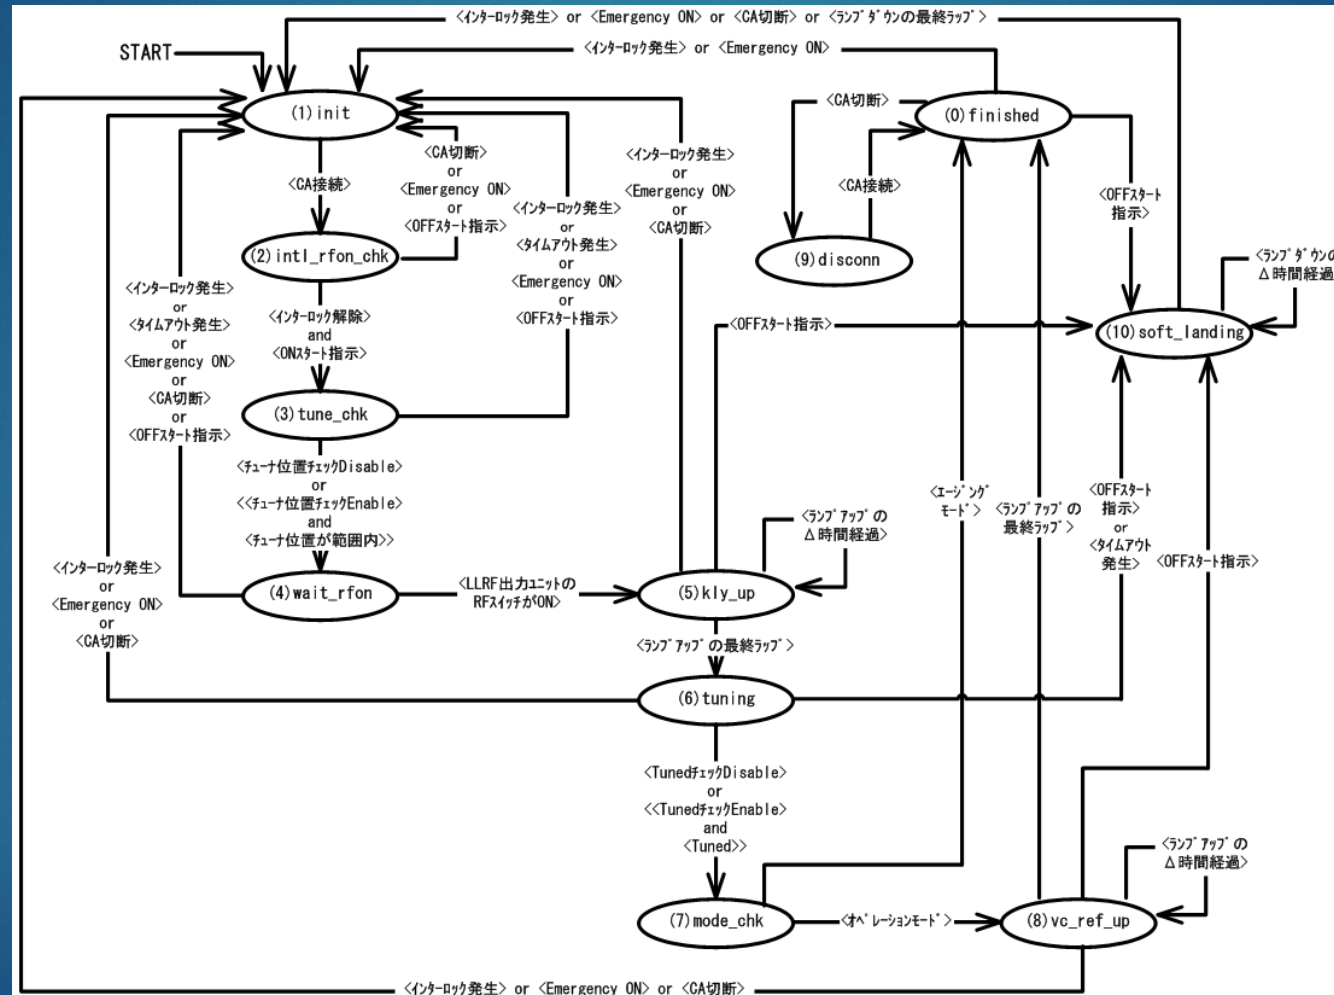 <インターロック発生> or <Emergency ON> or <CA切断> or <ランプダウンの最終ラップ>
START
<インターロック発生> or <Emergency ON>
(1)init
<CA切断>
(0)finished
<CA切断>
or
<Emergency ON>
or
<OFFスタート指示>
<インターロック発生>
or
<Emergency ON>
or
<CA切断>
<CA接続>
<CA接続>
<OFFスタート
指示>
<インターロック発生>
or
<タイムアウト発生>
or
<Emergency ON>
or
<OFFスタート指示>
(2)intl_rfon_chk
(9)disconn
<ランプダウンの
Δ時間経過
<インターロック発生>
or
<タイムアウト発生>
or
<Emergency ON>
or
<CA切断>
or
<OFFスタート指示>
<インターロック解除>
and
<ONスタート指示>
<OFFスタート指示>
(10)soft_landing
(3)tune_chk
<チューナ位置チェックDisable>
or
<<チューナ位置チェックEnable>
and
<チューナ位置が範囲内>>
<エージング
モード>
<ランプアップの
最終ラップ>
<OFFスタート
指示>
or
<タイムアウト
発生>
<OFFスタート指示>
<ランプアップの
Δ時間経過>
<インターロック発生>
or
<Emergency ON>
or
<CA切断>
(4)wait_rfon
<LLRF出力ユニットの
RFスイッチがON>
(5)kly_up
<ランプアップの最終ラップ>
(6)tuning
<TunedチェックDisable>
or
<<TunedチェックEnable>
and
<Tuned>>
<ランプアップの
Δ時間経過>
(7)mode_chk
<オペレーションモード>
(8)vc_ref_up
<インターロック発生> or <Emergency ON> or <CA切断>